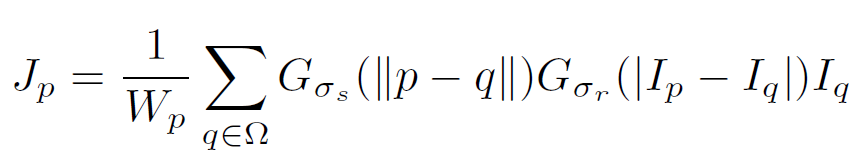 J_p = \frac{1}{W_p} \sum_{q \in \Omega} G_{\sigma_s}(\|p - q\|) G_{\sigma_r}(|I_p - I_q|) I_q